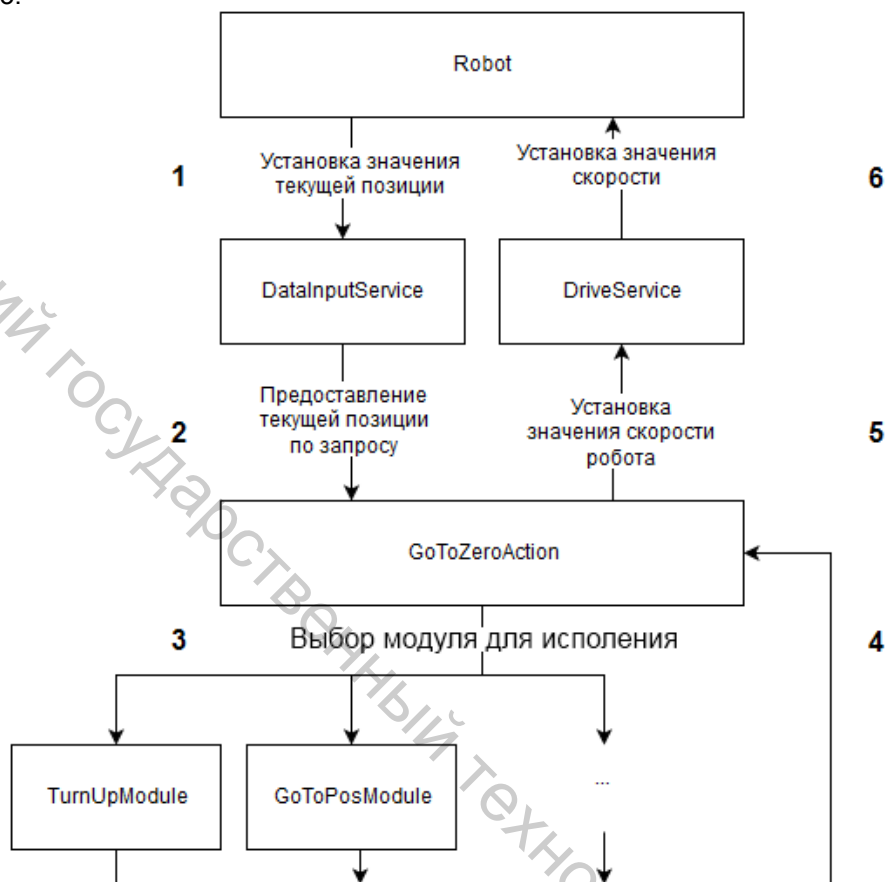 Robot
1
Установка значения
текущей позиции
Установка значения
скорости
6
DataInputService
DriveService
2
Предоставление
текущей позиции
по запросу
Установка
значения скорости
робота
5
GoToZeroAction
3
Выбор модуля для исполения
4
TurnUpModule
GoToPosModule
...
государственный